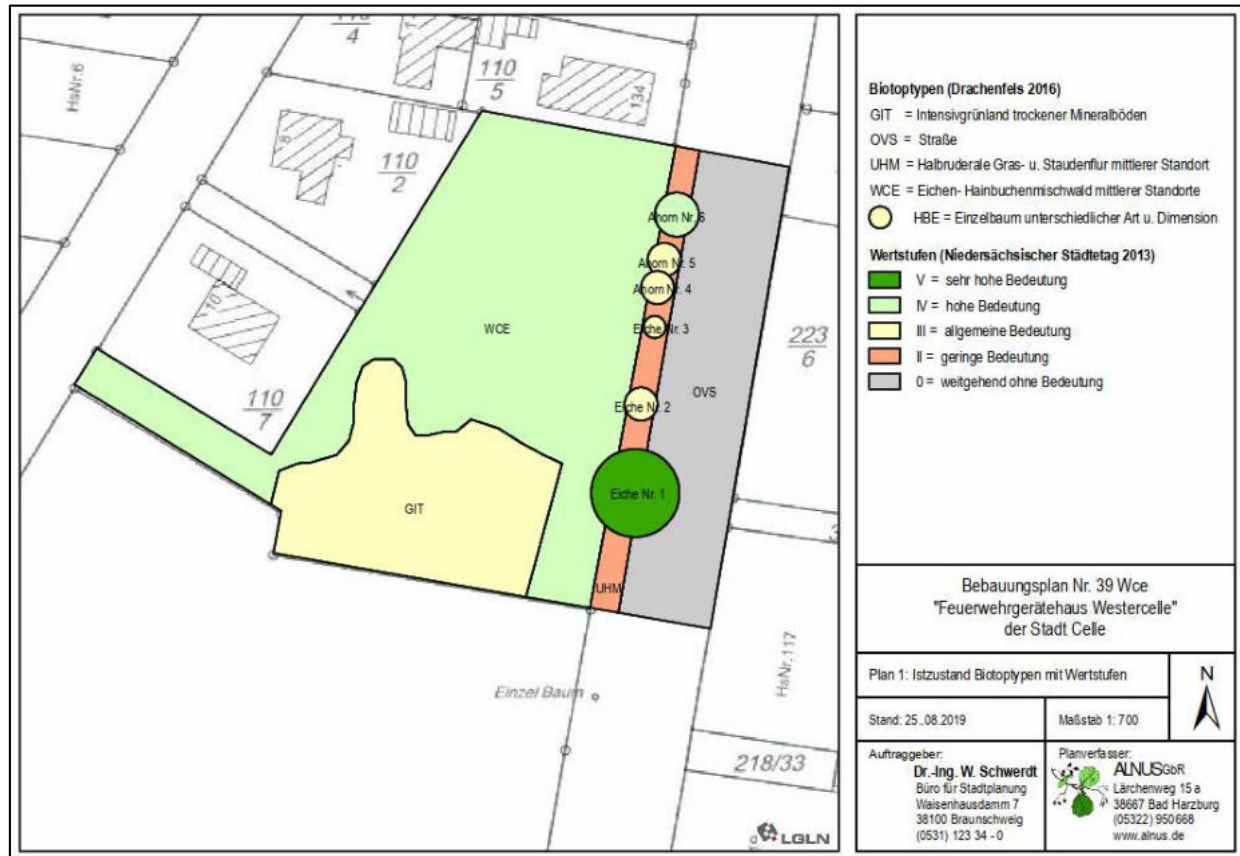 110
4
110
5
134
HsNr.6
8
110
2
10
110
7
WCE
GIT
Ahorn Nr. 6
Ahorn Nr. 5
Ahorn Nr. 4
Eiche Nr. 3
Eiche Nr. 2
Eiche Nr. 1
OVS
UHM
223
6
3
HsNr.117
Einzel Baum
218/33
LGLN
Biotoptypen (Drachenfels 2016)
GIT = Intensivgrünland trockener Mineralböden
OVS = Straße
UHM = Halbruderale Gras- u. Staudenflur mittlerer Standort
WCE = Eichen- Hainbuchenmischwald mittlerer Standorte
HBE = Einzelbaum unterschiedlicher Art u. Dimension
Wertstufen (Niedersächsischer Städtetag 2013)
V = sehr hohe Bedeutung
IV = hohe Bedeutung
III = allgemeine Bedeutung
II = geringe Bedeutung
0 = weitgehend ohne Bedeutung
Bebauungsplan Nr. 39 Wce
"Feuerwehrgerätehaus Westercelle"
der Stadt Celle
Plan 1: Istzustand Biotoptypen mit Wertstufen
N
Stand: 25..08.2019
Maßstab 1: 700
Auftraggeber:
Dr.-Ing. W. Schwerdt
Büro für Stadtplanung
Waisenhausdamm 7
38100 Braunschweig
(0531) 123 34 - 0
Planverfasser:
ALNUS GbR
Lärchenweg 15 a
38667 Bad Harzburg
(05322) 950668
www.alnus.de